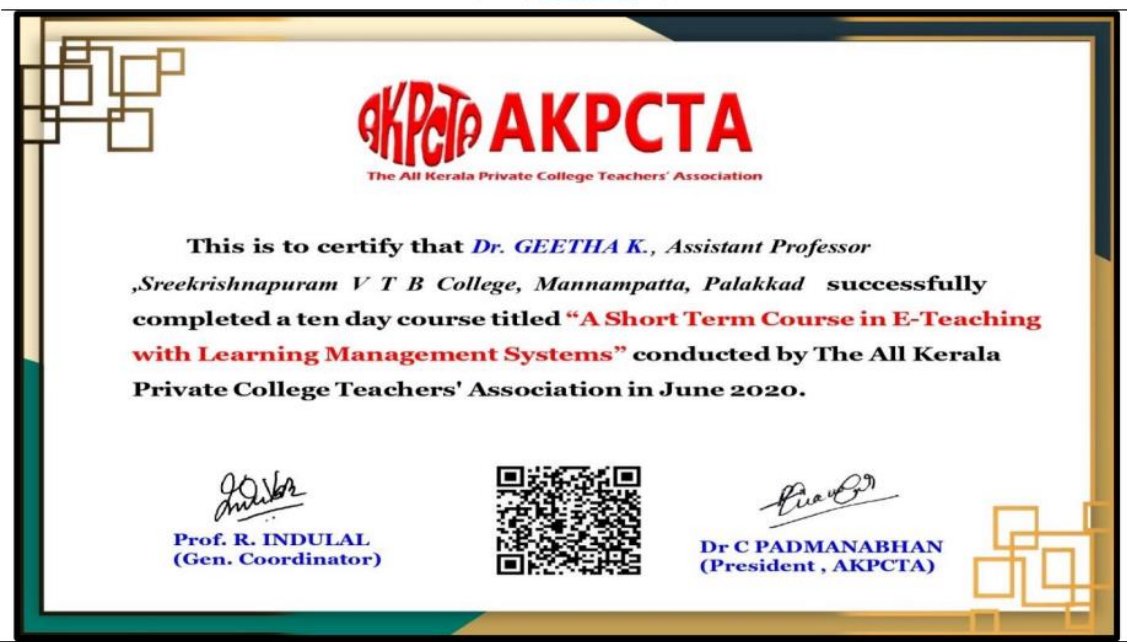 AKPCTA AKPCTA
The All Kerala Private College Teachers' Association
This is to certify that Dr. GEETHA K., Assistant Professor
,Sreekrishnapuram V T B College, Mannampatta, Palakkad successfully
completed a ten day course titled “A Short Term Course in E-Teaching
with Learning Management Systems” conducted by The All Kerala
Private College Teachers' Association in June 2020.
Prof. R. INDULAL
(Gen. Coordinator)
Dr C PADMANABHAN
(President , AKPCTA)